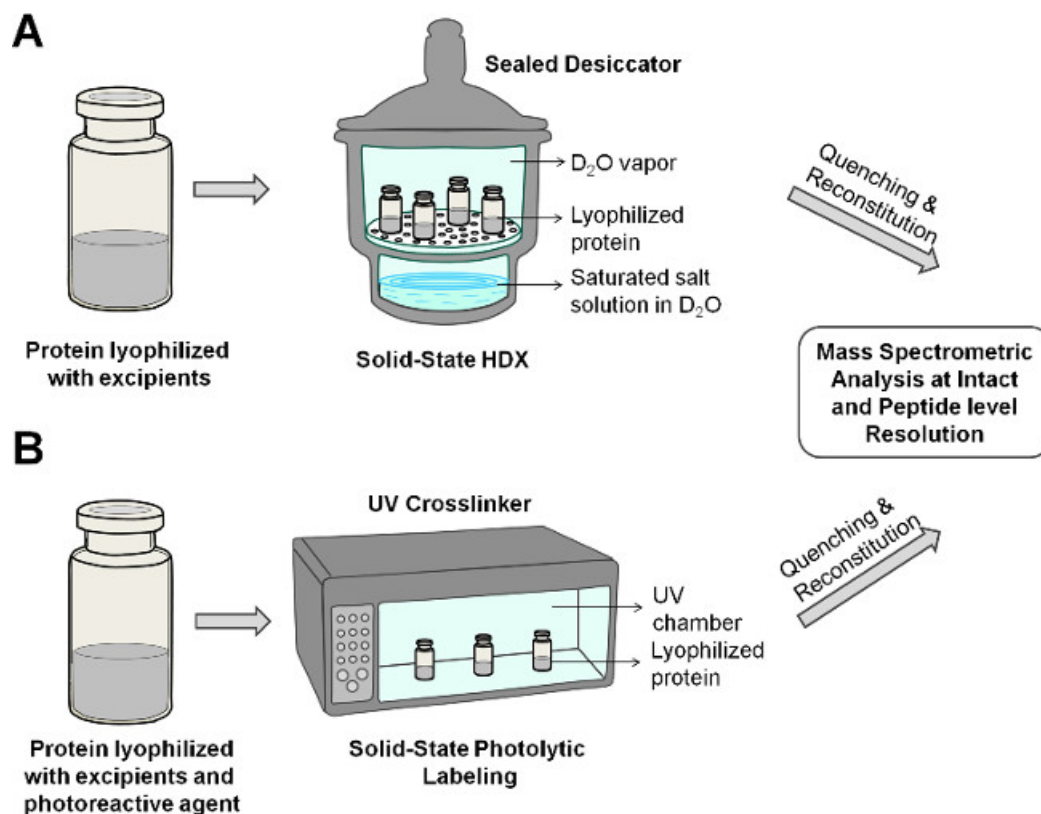 A
Sealed Desiccator
D₂O vapor
Lyophilized
protein
Saturated salt
solution in D₂O
Protein lyophilized
with excipients
Solid-State HDX
Quenching &
Reconstitution
Mass Spectrometric
Analysis at Intact
and Peptide level
Resolution
B
UV Crosslinker
UV
chamber
Lyophilized
protein
Protein lyophilized
with excipients and
photoreactive agent
Solid-State Photolytic
Labeling
Quenching &
Reconstitution